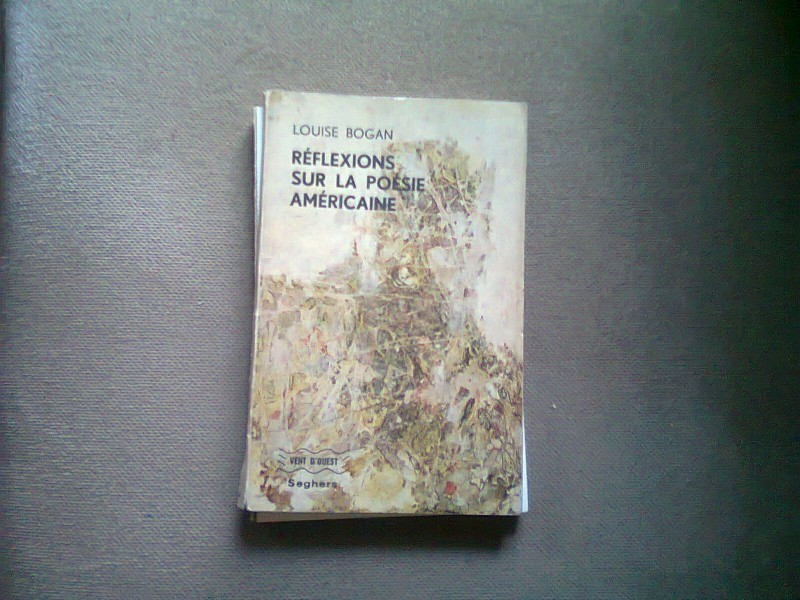 LOUISE BOGAN
RÉFLEXIONS
SUR LA POÉSIE
AMÉRICAINE
VENT D'OUEST
Seghers